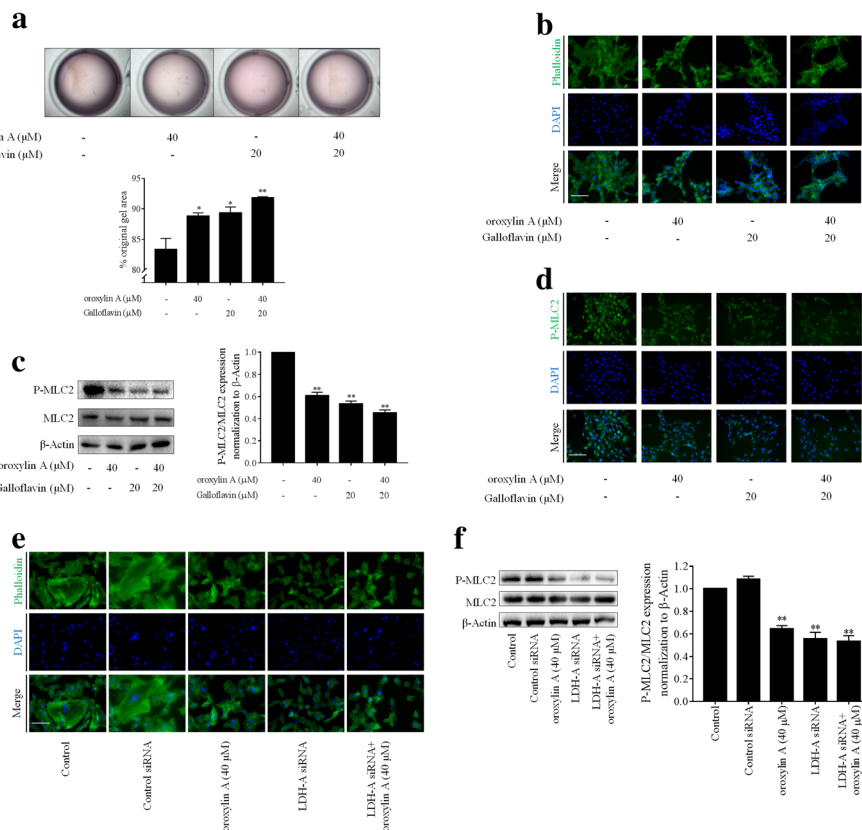 a
n A (μM) - 40 - 40
avin (μM) - - 20 20
% original gel area
95
90
85
80
* * **
oroxylin A (μM) - 40 - 40
Galloflavin (μM) - - 20 20
b
Phalloidin
DAPI
Merge
oroxylin A (μM) - 40 - 40
Galloflavin (μM) - - 20 20
c
P-MLC2
MLC2
β-Actin
oroxylin A (μM) - 40 - 40
Galloflavin (μM) - - 20 20
P-MLC2/MLC2 expression
normalization to β-Actin
1.0
0.8
0.6
0.4
0.2
0.0
** ** **
oroxylin A (μM) - 40 - 40
Galloflavin (μM) - - 20 20
d
P-MLC2
DAPI
Merge
oroxylin A (μM) - 40 - 40
Galloflavin (μM) - - 20 20
e
Phalloidin
DAPI
Merge
Control
Control siRNA
oroxylin A (40 μM)
LDH-A siRNA
LDH-A siRNA+
oroxylin A (40 μM)
f
P-MLC2
MLC2
β-Actin
Control
Control siRNA
oroxylin A (40 μM)
LDH-A siRNA
LDH-A siRNA+
oroxylin A (40 μM)
P-MLC2/MLC2 expression
normalization to β-Actin
1.2
1.0
0.8
0.6
0.4
0.2
0.0
** ** **
Control
Control siRNA
oroxylin A (40 μM)
LDH-A siRNA
LDH-A siRNA+
oroxylin A (40 μM)